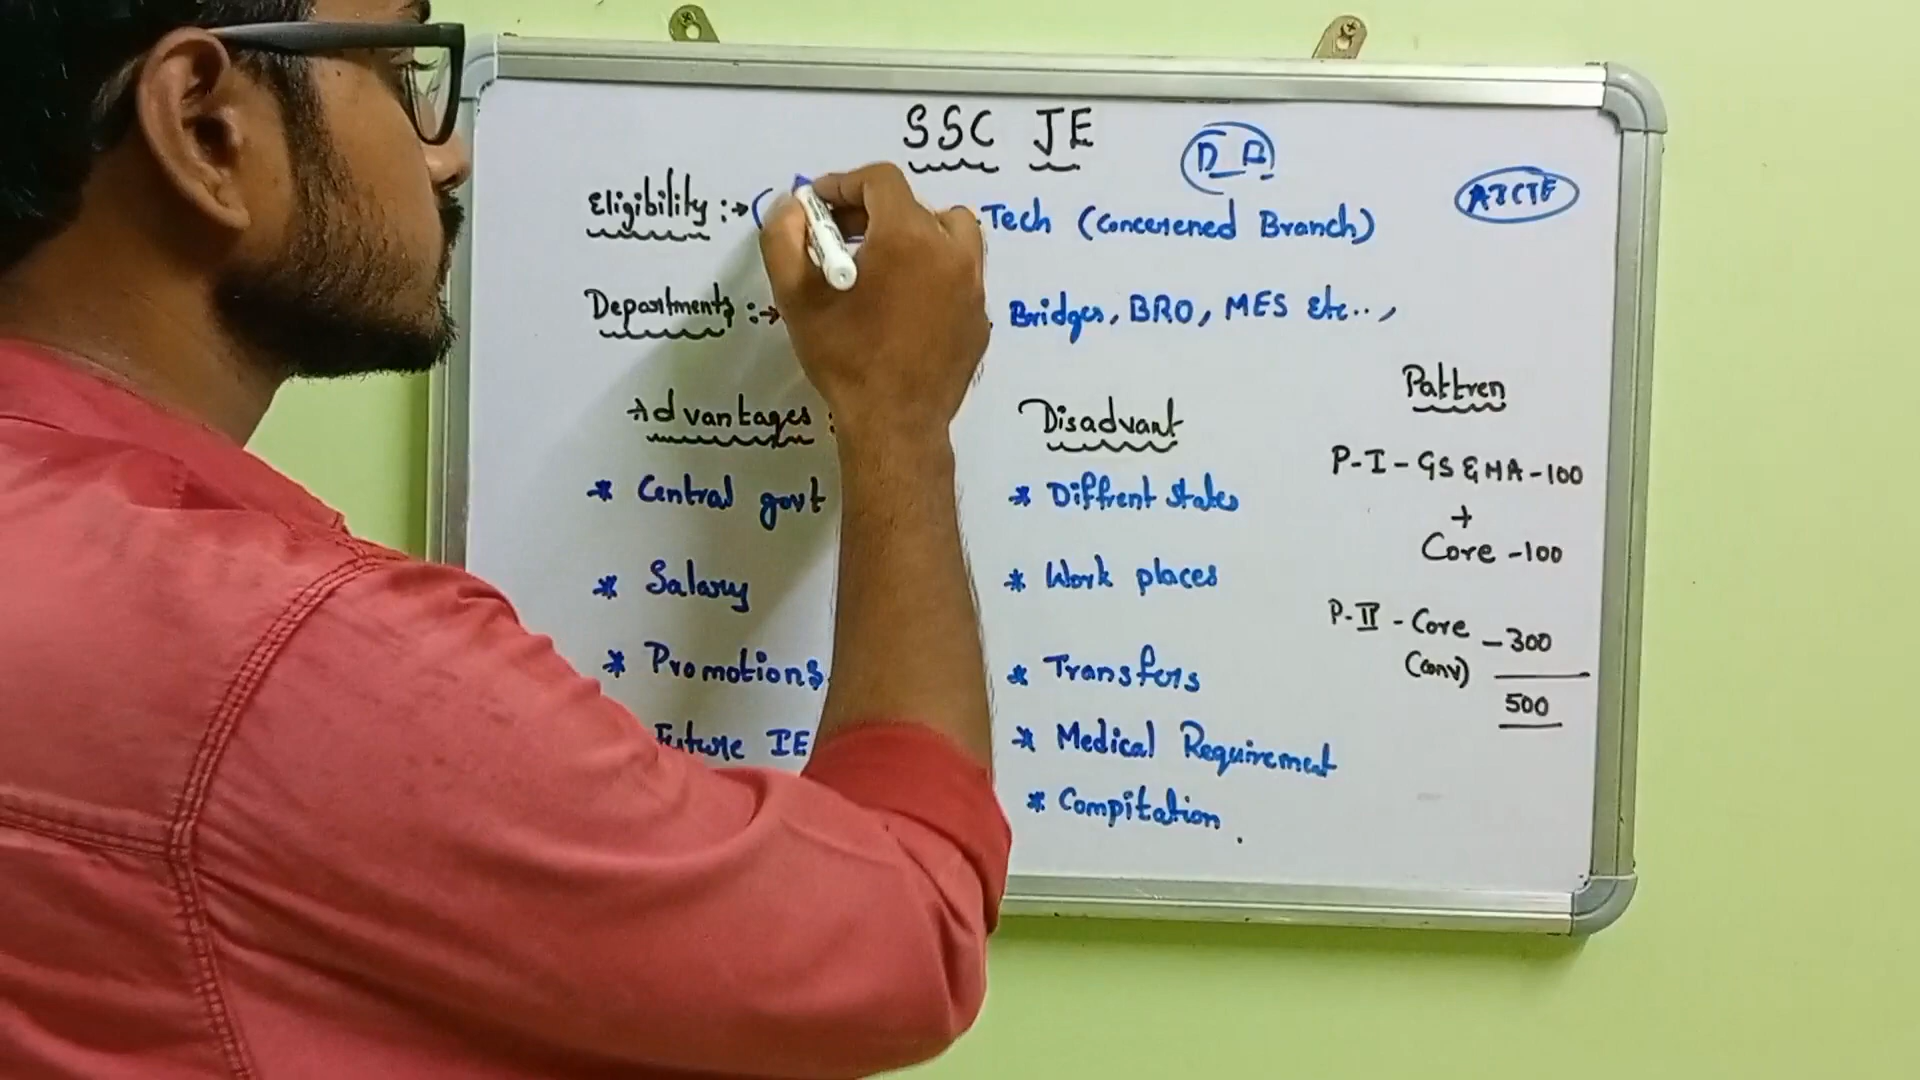 SSC JE
D B
Eligibility :→ .Tech (Concerened Branch)
Departments :→ Bridges, BRO, MES Etc..,
Advantages :
* Central govt
* Salary
* Promotions
Future IE
Disadvant
* Diffrent states
* Work places
* Transfers
* Medical Requirement
* Compitation.
Pattren
P-I - GS & HA - 100
+
Core - 100
P-II - Core - 300
(Conv)
500